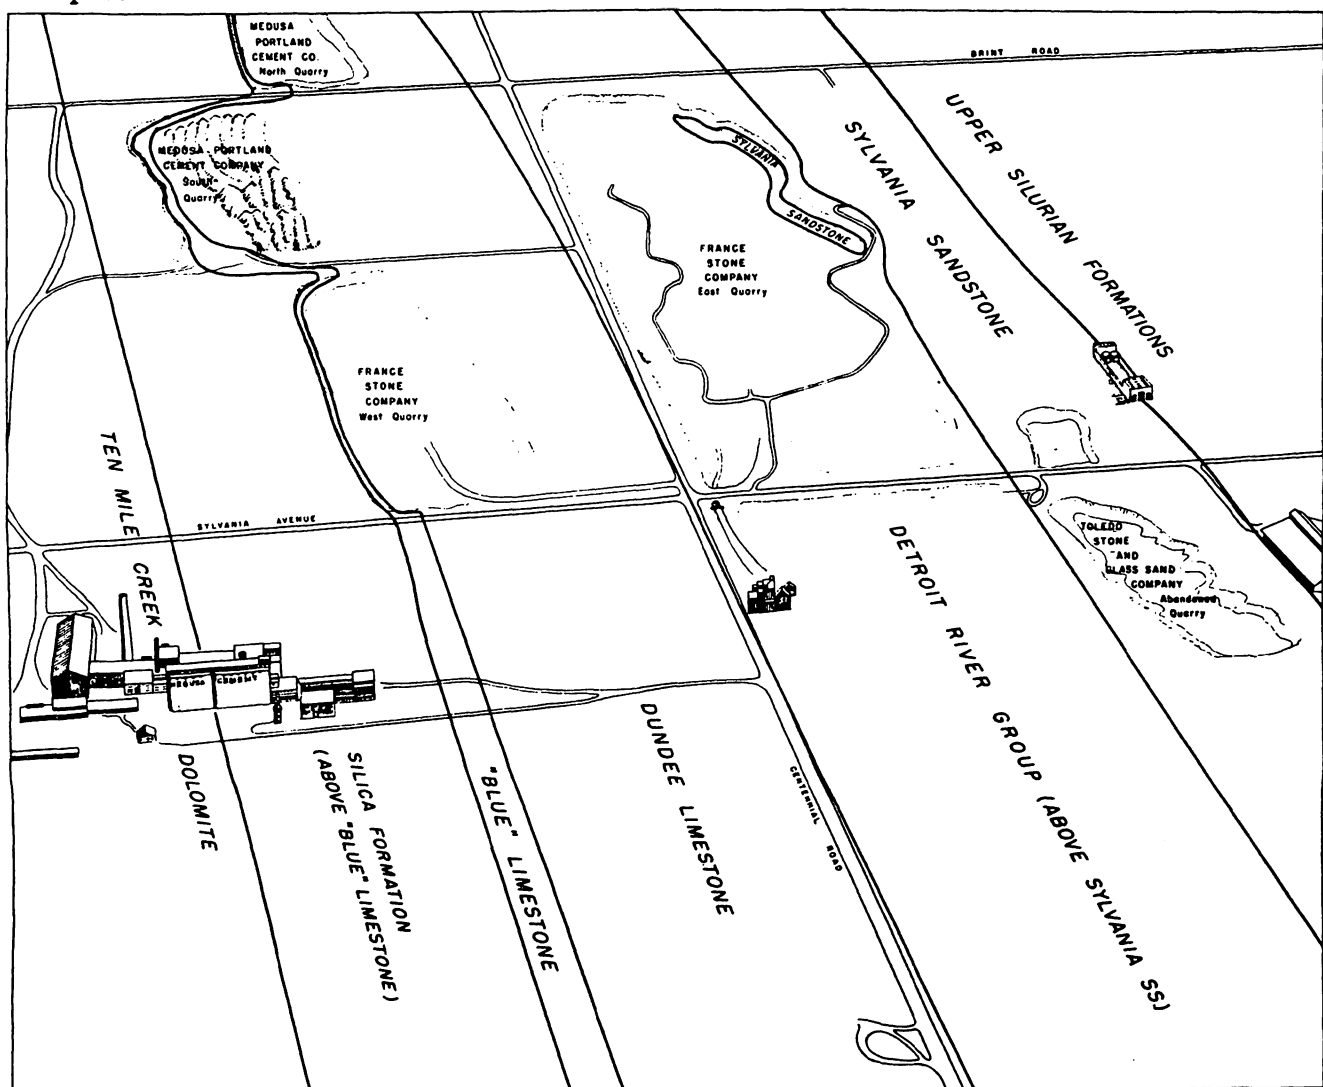 MEDUSA
PORTLAND
CEMENT CO.
North Quarry
BRINT ROAD
MEDUSA PORTLAND
CEMENT COMPANY
South
Quarry
SYLVANIA
SANDSTONE
SYLVANIA SANDSTONE
UPPER SILURIAN FORMATIONS
FRANCE
STONE
COMPANY
East Quarry
FRANCE
STONE
COMPANY
West Quarry
TEN MILE CREEK
DOLOMITE
SYLVANIA AVENUE
TOLEDO
STONE
AND
GLASS SAND
COMPANY
Abandoned
Quarry
DETROIT RIVER GROUP (ABOVE SYLVANIA SS.)
MEDUSA CEMENT
SILICA FORMATION
(ABOVE "BLUE" LIMESTONE)
"BLUE" LIMESTONE
DUNDEE LIMESTONE
CENTENNIAL ROAD